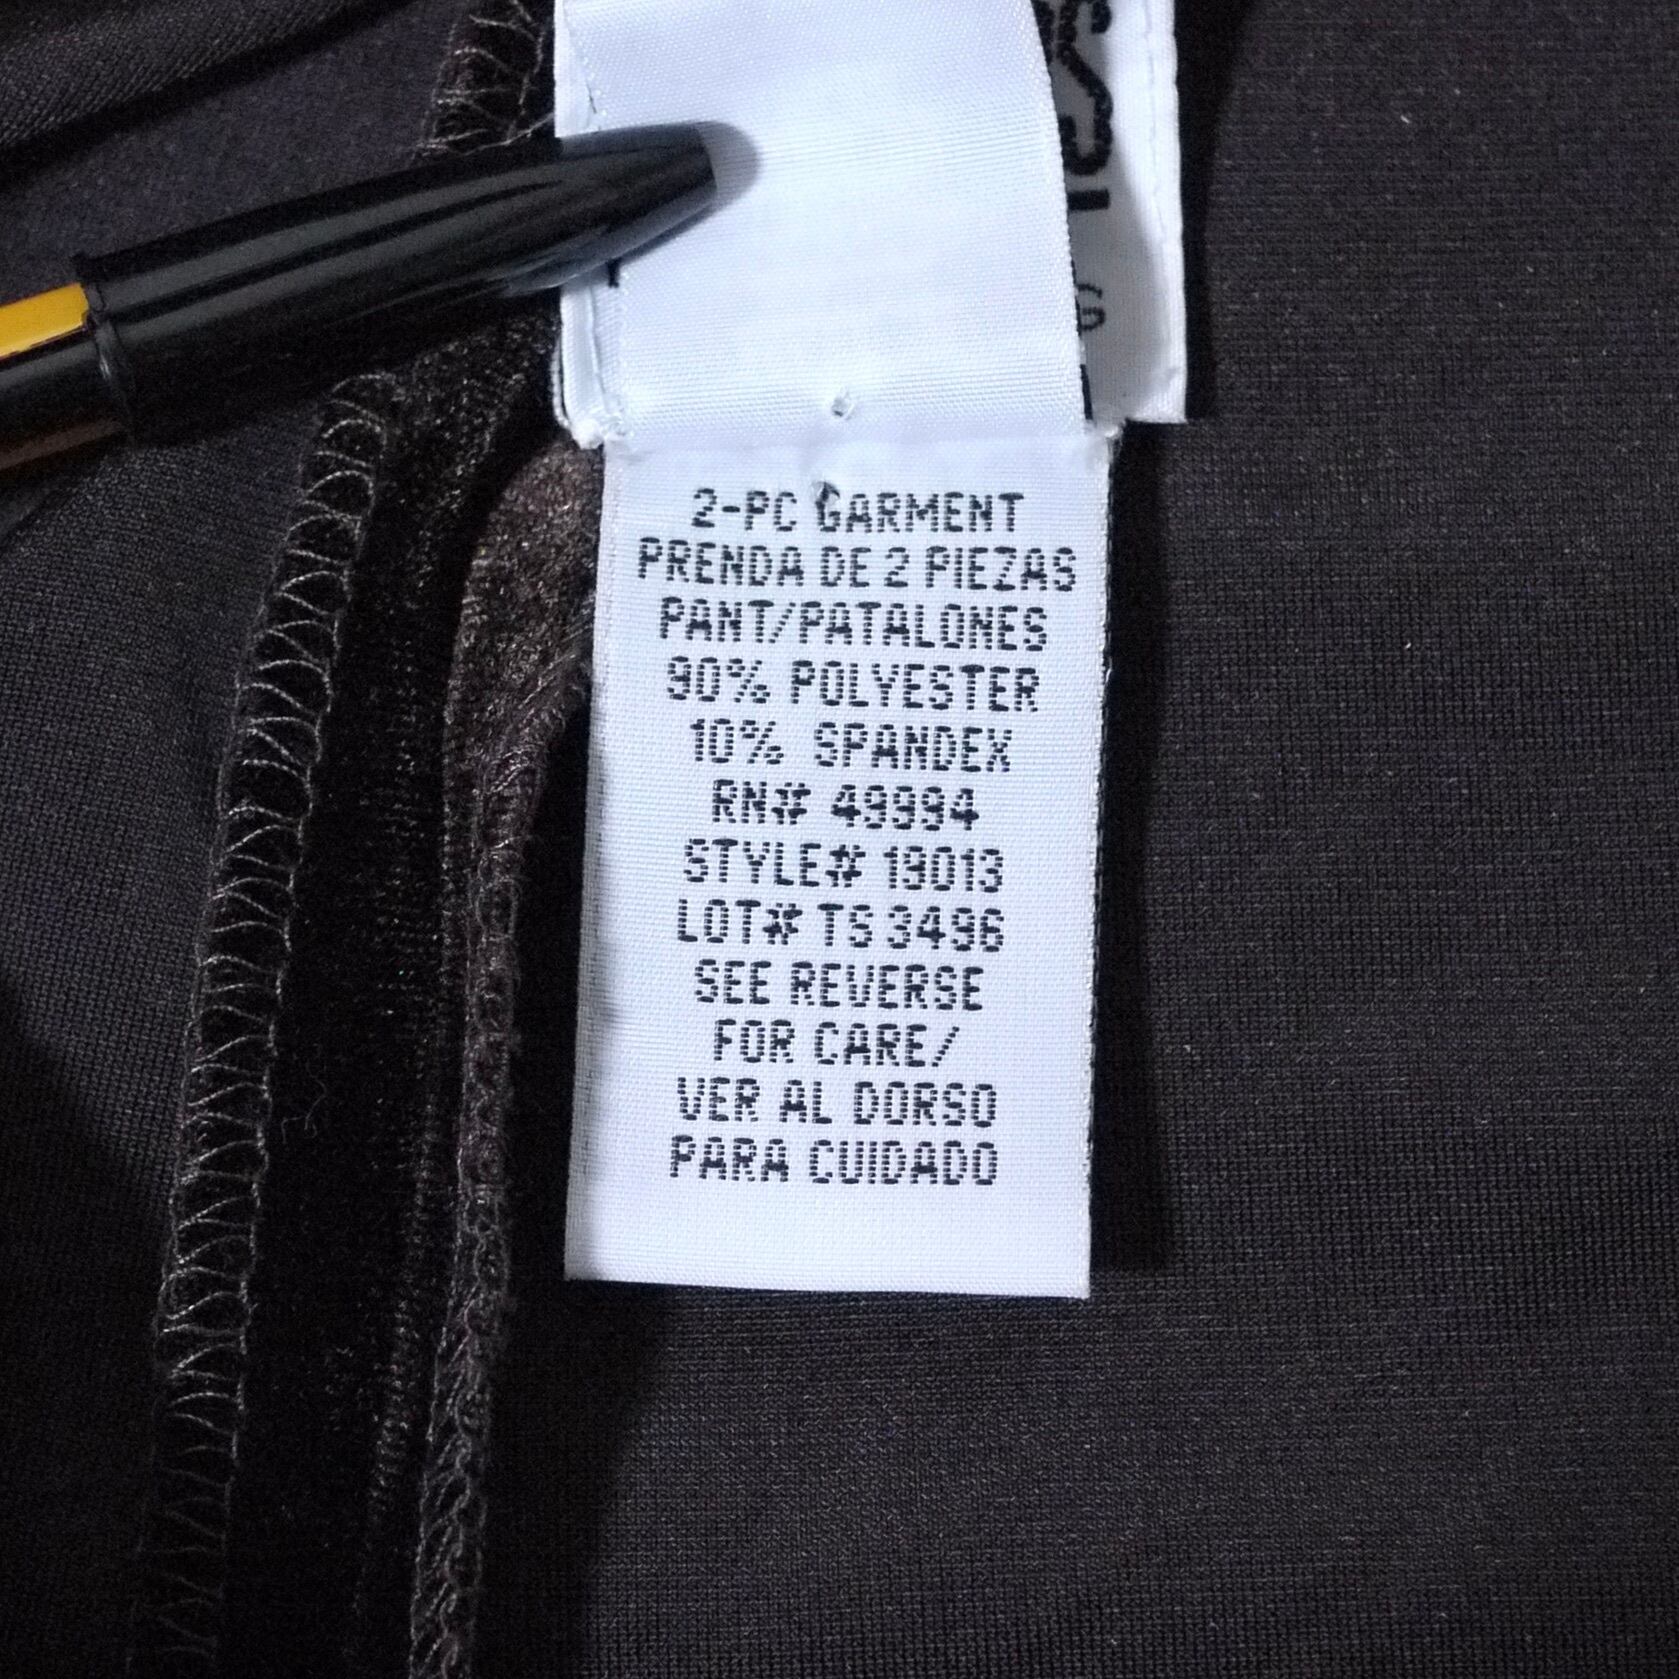 2-PC GARMENT
PRENDA DE 2 PIEZAS
PANT/PATALONES
90% POLYESTER
10% SPANDEX
RN# 49994
STYLE# 19013
LOT# TS 3496
SEE REVERSE
FOR CARE/
VER AL DORSO
PARA CUIDADO